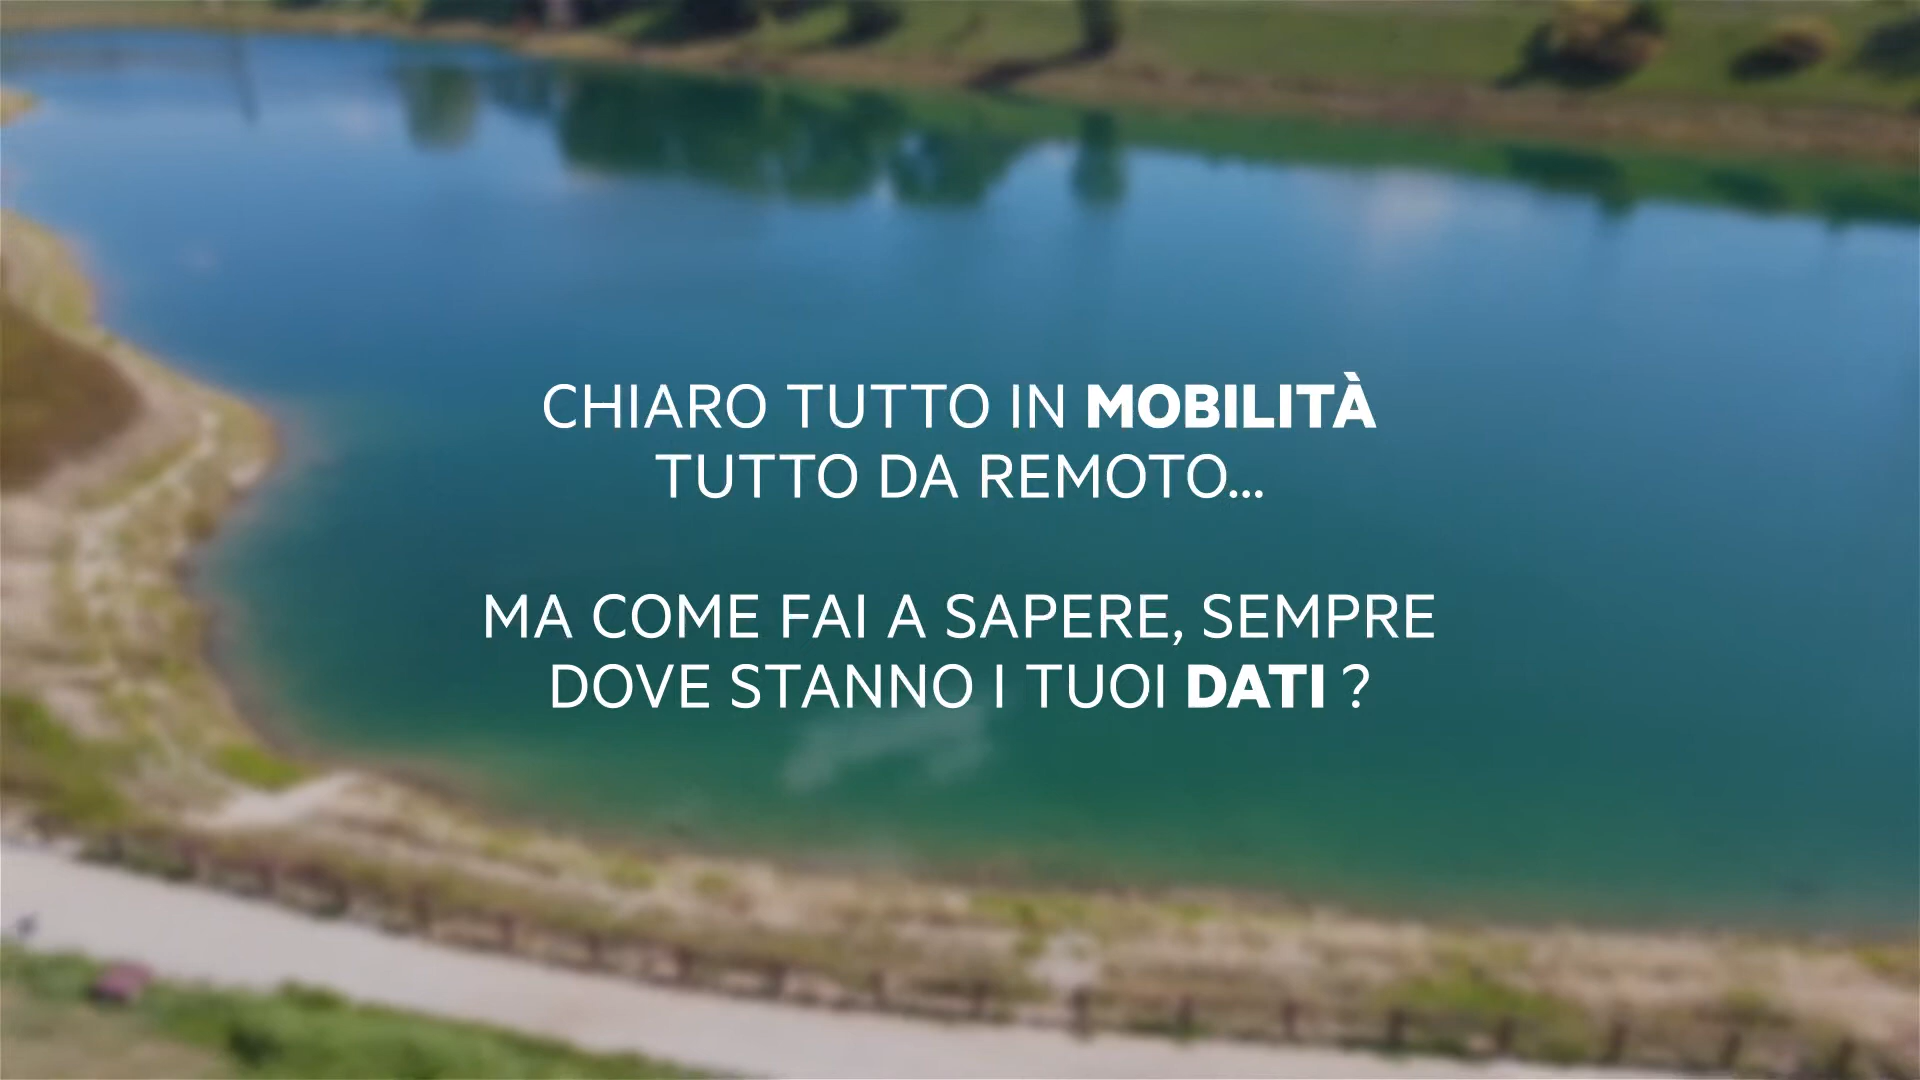 CHIARO TUTTO IN MOBILITÀ
TUTTO DA REMOTO...
MA COME FAI A SAPERE, SEMPRE
DOVE STANNO I TUOI DATI ?